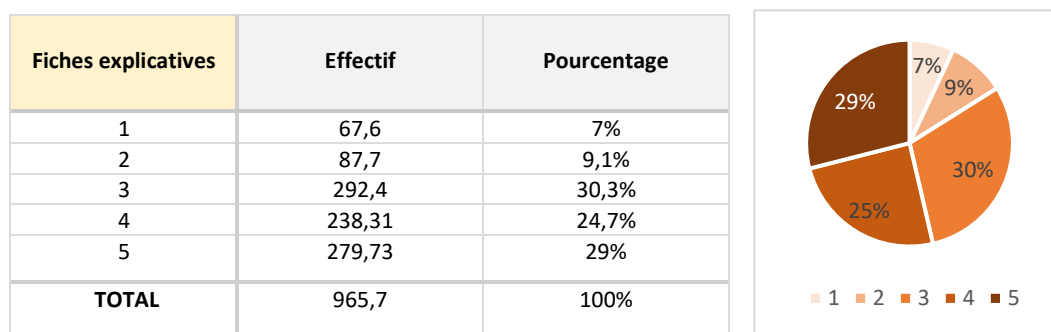 Fiches explicatives Effectif Pourcentage
1 67,6 7%
2 87,7 9,1%
3 292,4 30,3%
4 238,31 24,7%
5 279,73 29%
TOTAL 965,7 100%
7%
9%
29%
30%
25%
1 2 3 4 5